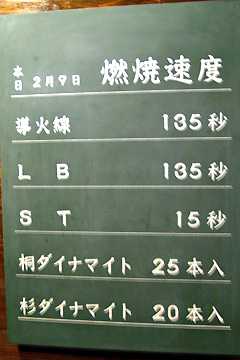 本日 2月9日 燃焼速度
導火線 135秒
LB 135秒
ST 15秒
桐ダイナマイト 25本入
杉ダイナマイト 20本入